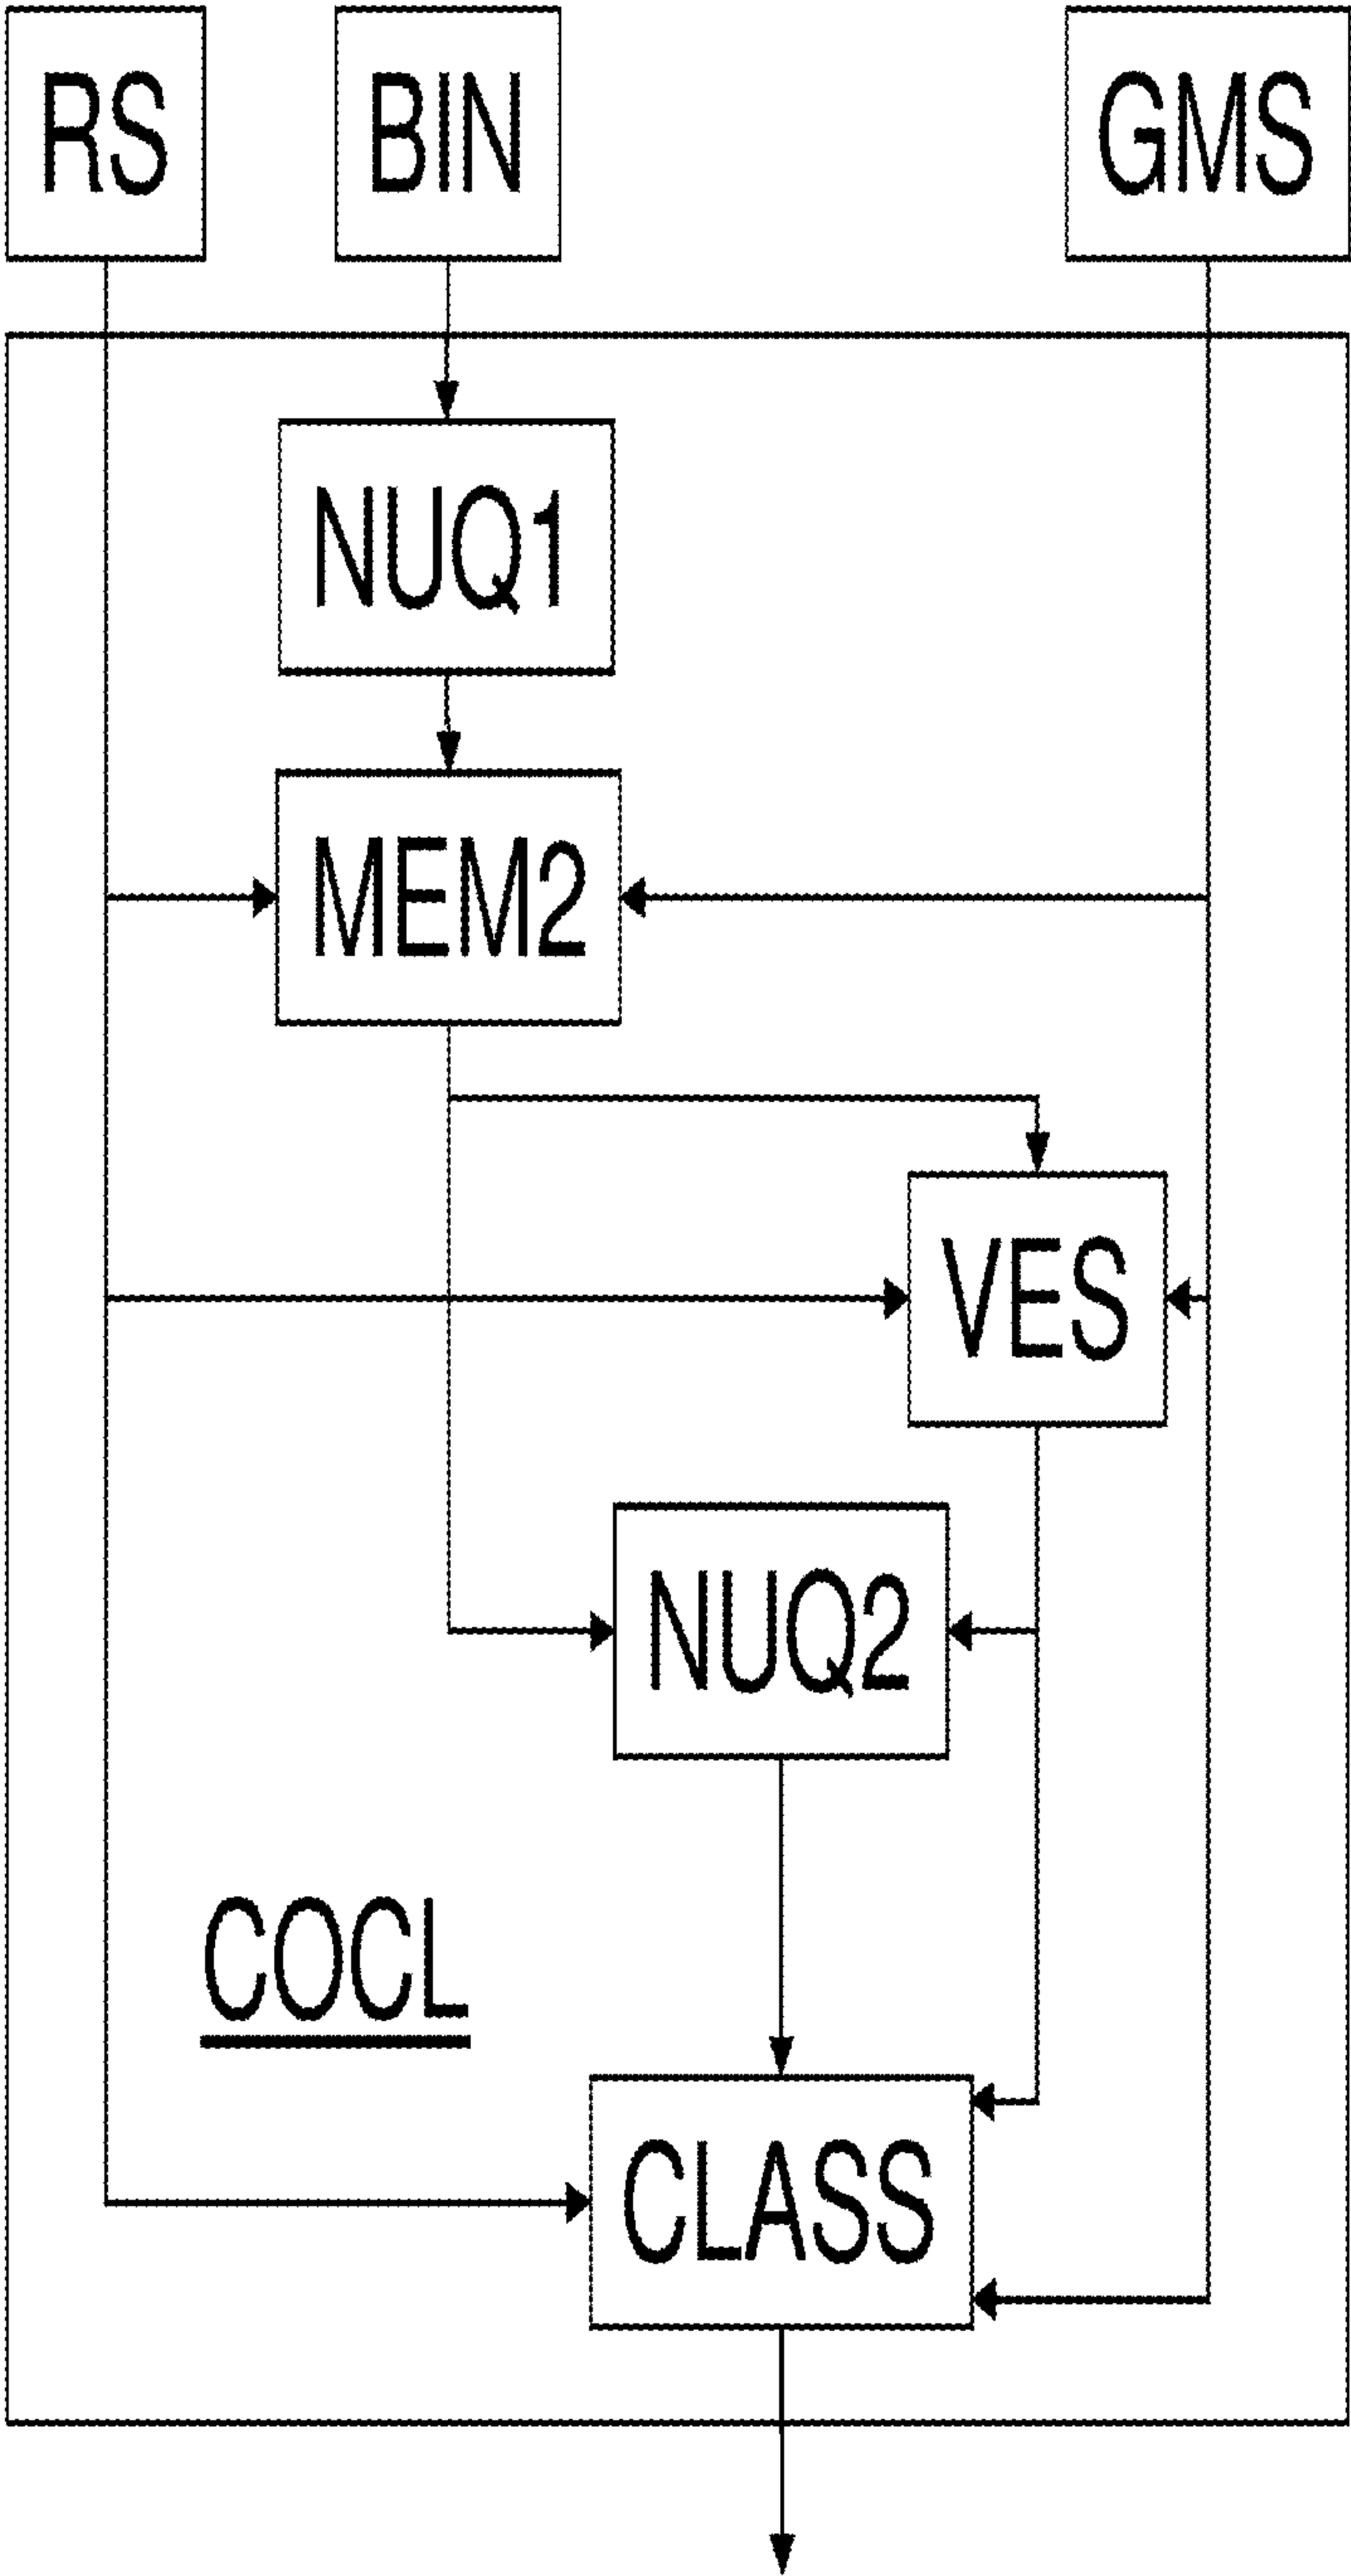 RS
BIN
GMS
NUQ1
MEM2
VES
NUQ2
COCL
CLASS